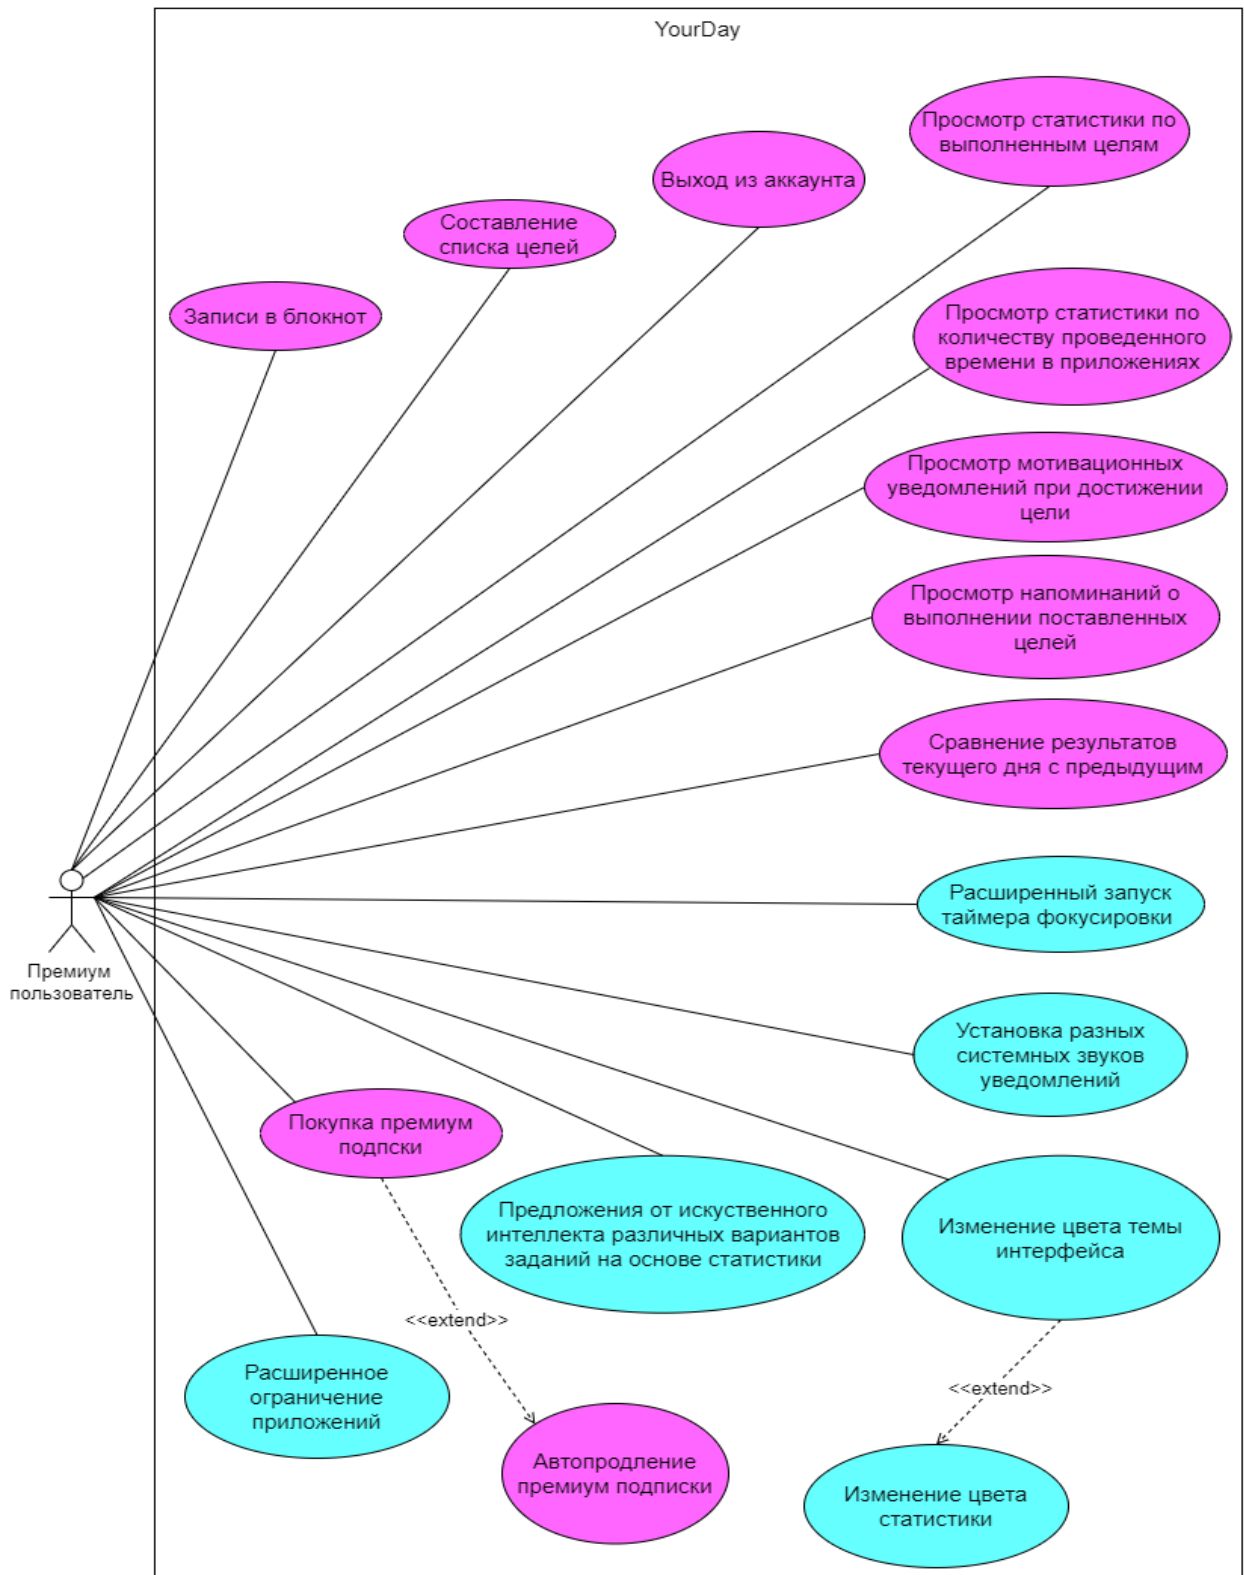 YourDay
Просмотр статистики по
выполненным целям
Выход из аккаунта
Составление
списка целей
Записи в блокнот
Просмотр статистики по
количеству проведенного
времени в приложениях
Просмотр мотивационных
уведомлений при достижении
цели
Просмотр напоминаний о
выполнении поставленных
целей
Сравнение результатов
текущего дня с предыдущим
Расширенный запуск
таймера фокусировки
Премиум
пользователь
Установка разных
системных звуков
уведомлений
Покупка премиум
подпски
Предложения от искуственного
интеллекта различных вариантов
заданий на основе статистики
Изменение цвета темы
интерфейса
<<extend>>
Расширенное
ограничение
приложений
<<extend>>
Автопродление
премиум подписки
Изменение цвета
статистики